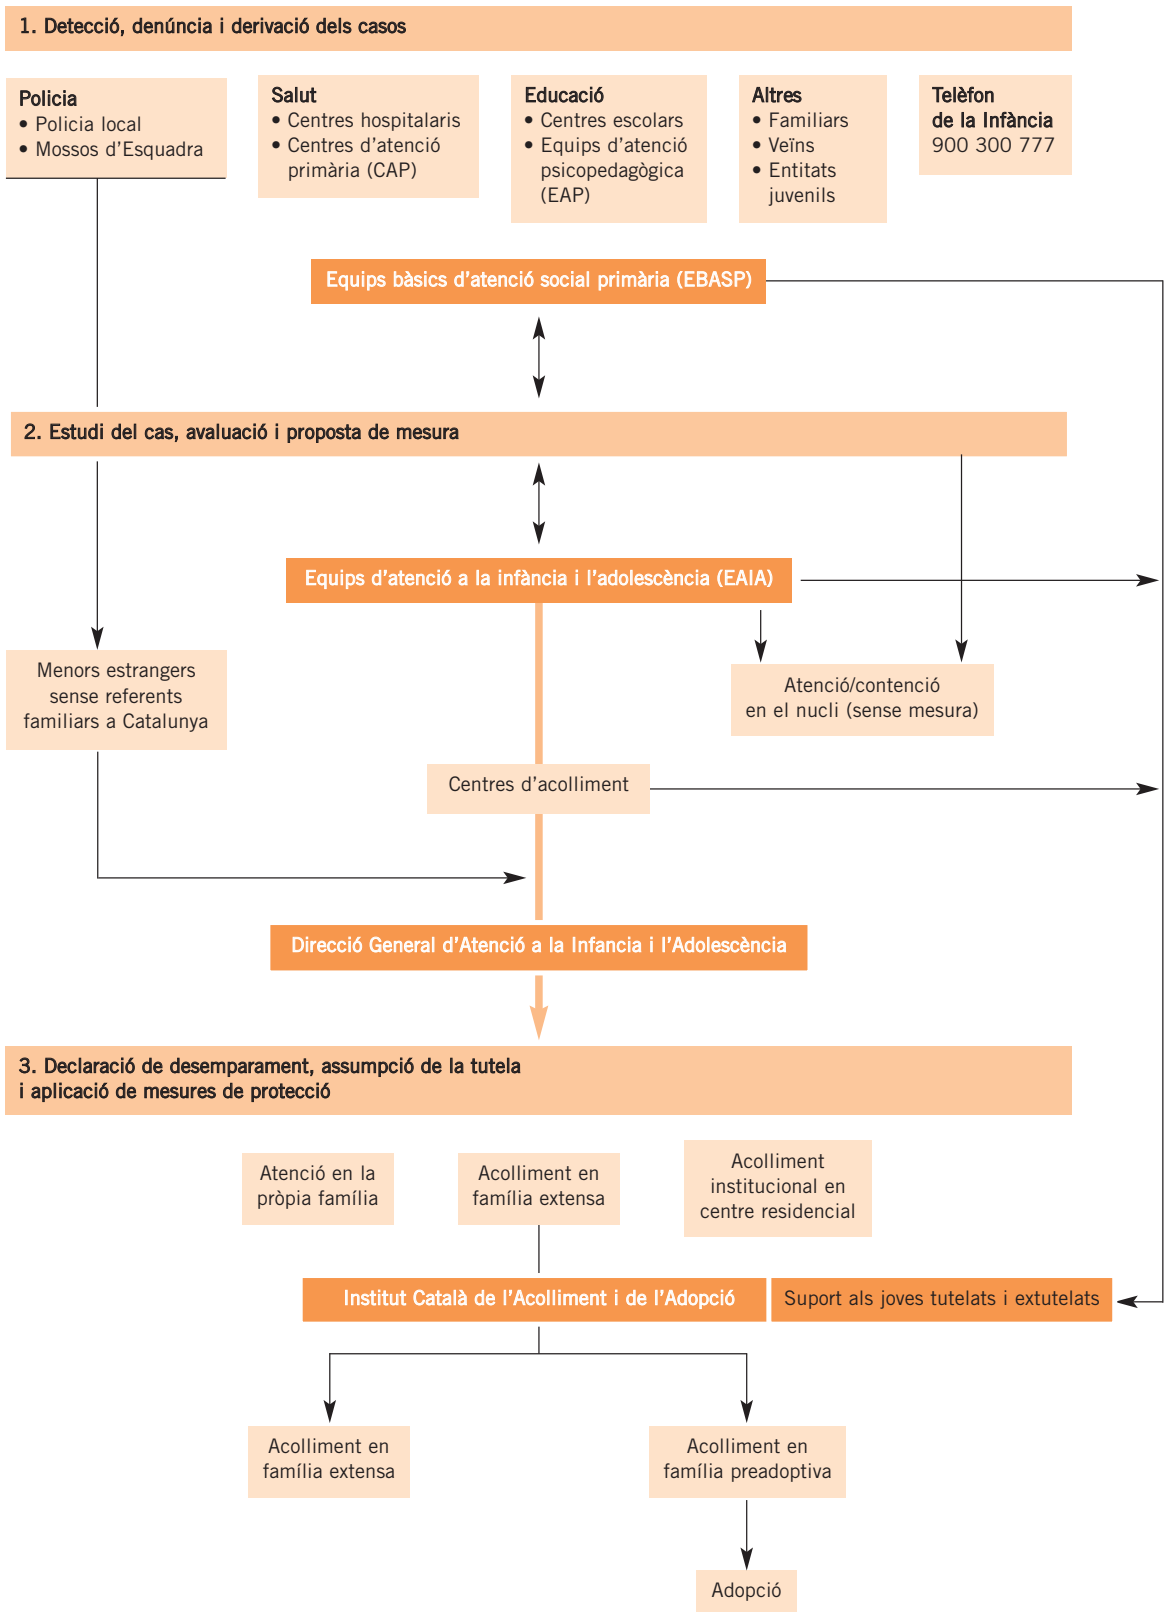 1. Detecció, denúncia i derivació dels casos
Policia
• Policia local
• Mossos d'Esquadra
Salut
• Centres hospitalaris
• Centres d'atenció
primària (CAP)
Educació
• Centres escolars
• Equips d'atenció
psicopedagògica
(EAP)
Altres
• Familiars
• Veïns
• Entitats
juvenils
Telèfon
de la Infància
900 300 777
Equips bàsics d'atenció social primària (EBASP)
2. Estudi del cas, avaluació i proposta de mesura
Equips d'atenció a la infància i l'adolescència (EAIA)
Menors estrangers
sense referents
familiars a Catalunya
Atenció/contenció
en el nucli (sense mesura)
Centres d'acolliment
Direcció General d'Atenció a la Infancia i l'Adolescència
3. Declaració de desemparament, assumpció de la tutela
i aplicació de mesures de protecció
Atenció en la
pròpia família
Acolliment en
família extensa
Acolliment
institucional en
centre residencial
Institut Català de l'Acolliment i de l'Adopció
Suport als joves tutelats i extutelats
Acolliment en
família extensa
Acolliment en
família preadoptiva
Adopció